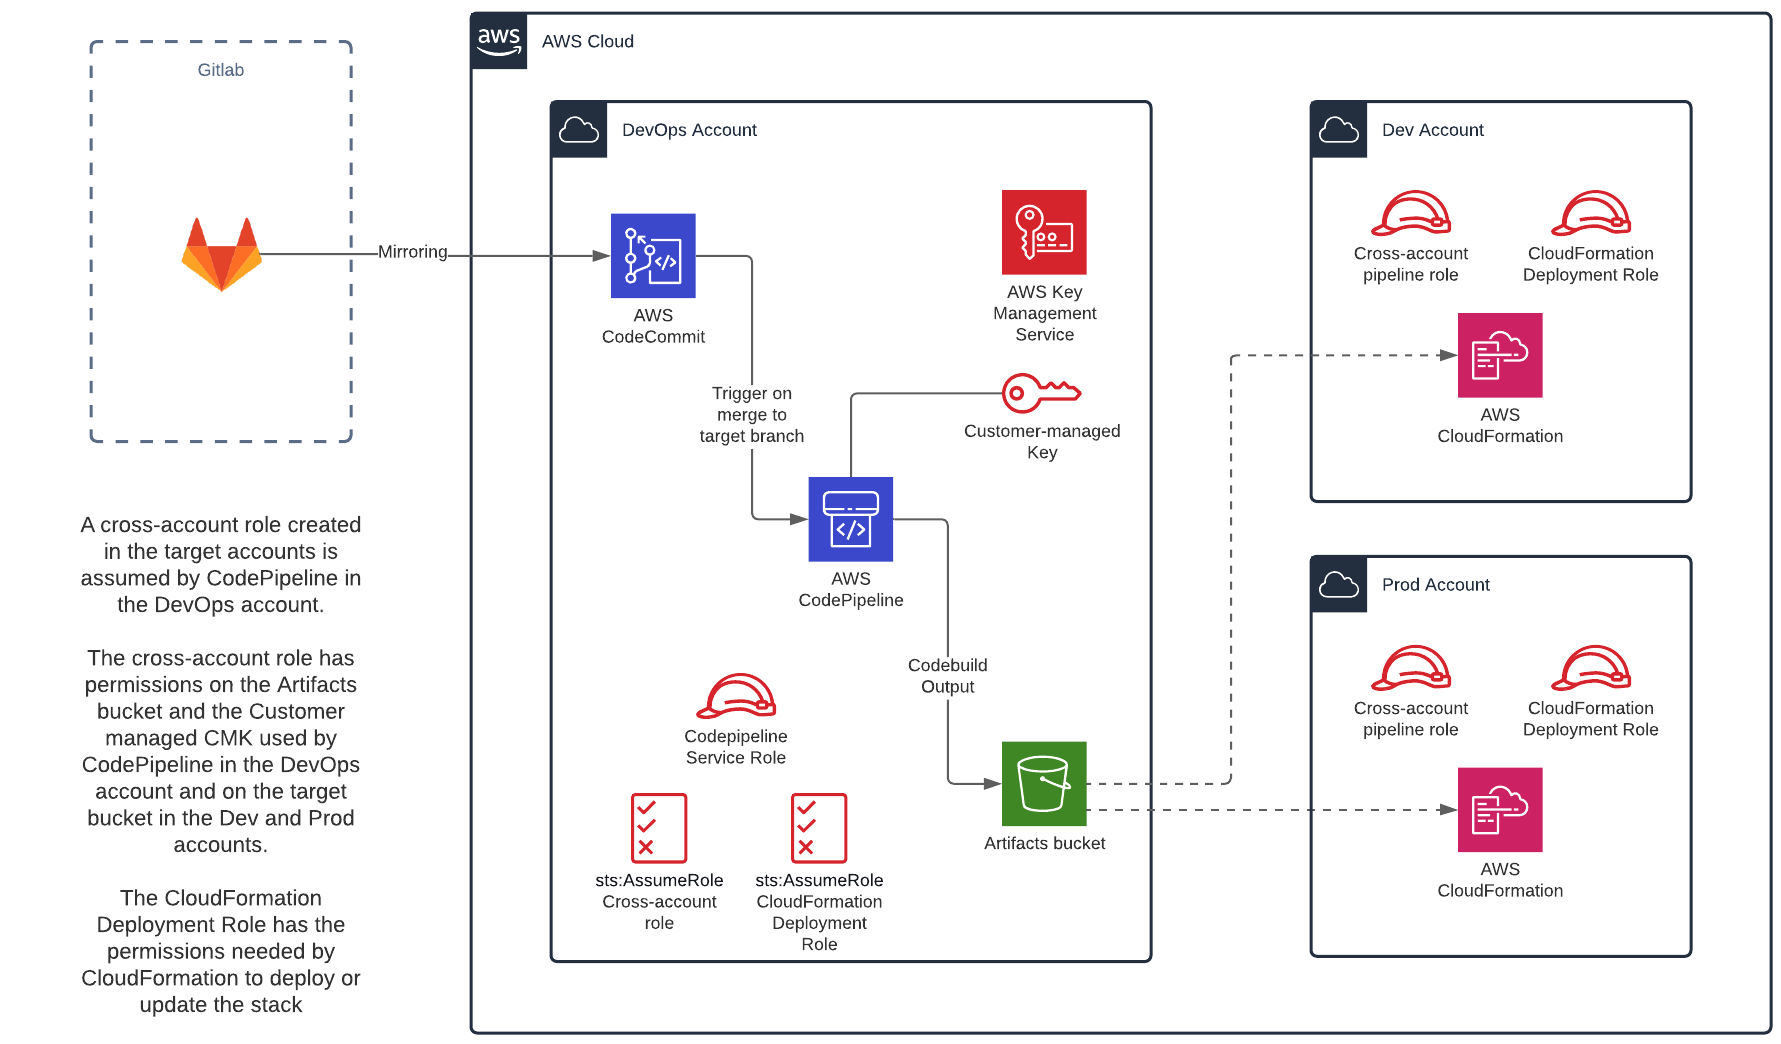 Gitlab
aws
AWS Cloud
DevOps Account
Dev Account
Mirroring
AWS
CodeCommit
AWS Key
Management
Service
Trigger on
merge to
target branch
Customer-managed
Key
AWS
CodePipeline
Codebuild
Output
Codepipeline
Service Role
Artifacts bucket
sts:AssumeRole
Cross-account
role
sts:AssumeRole
CloudFormation
Deployment
Role
Cross-account
pipeline role
CloudFormation
Deployment Role
AWS
CloudFormation
Prod Account
Cross-account
pipeline role
CloudFormation
Deployment Role
AWS
CloudFormation
A cross-account role created
in the target accounts is
assumed by CodePipeline in
the DevOps account.
The cross-account role has
permissions on the Artifacts
bucket and the Customer
managed CMK used by
CodePipeline in the DevOps
account and on the target
bucket in the Dev and Prod
accounts.
The CloudFormation
Deployment Role has the
permissions needed by
CloudFormation to deploy or
update the stack